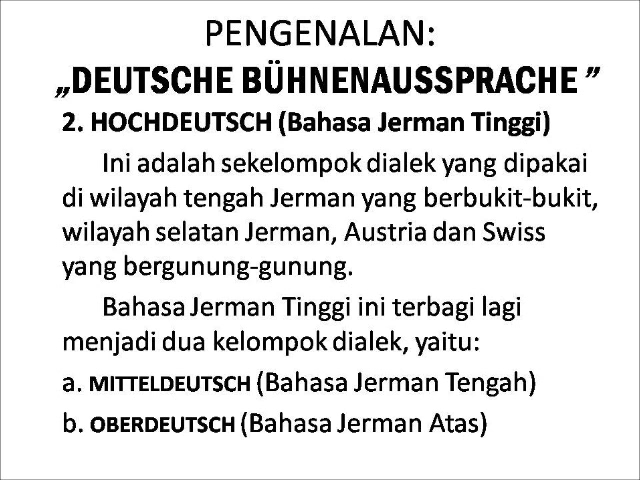 PENGENALAN:
„DEUTSCHE BÜHNENAUSSPRACHE ”
2. HOCHDEUTSCH (Bahasa Jerman Tinggi)
Ini adalah sekelompok dialek yang dipakai
di wilayah tengah Jerman yang berbukit-bukit,
wilayah selatan Jerman, Austria dan Swiss
yang bergunung-gunung.
Bahasa Jerman Tinggi ini terbagi lagi
menjadi dua kelompok dialek, yaitu:
a. MITTELDEUTSCH (Bahasa Jerman Tengah)
b. OBERDEUTSCH (Bahasa Jerman Atas)